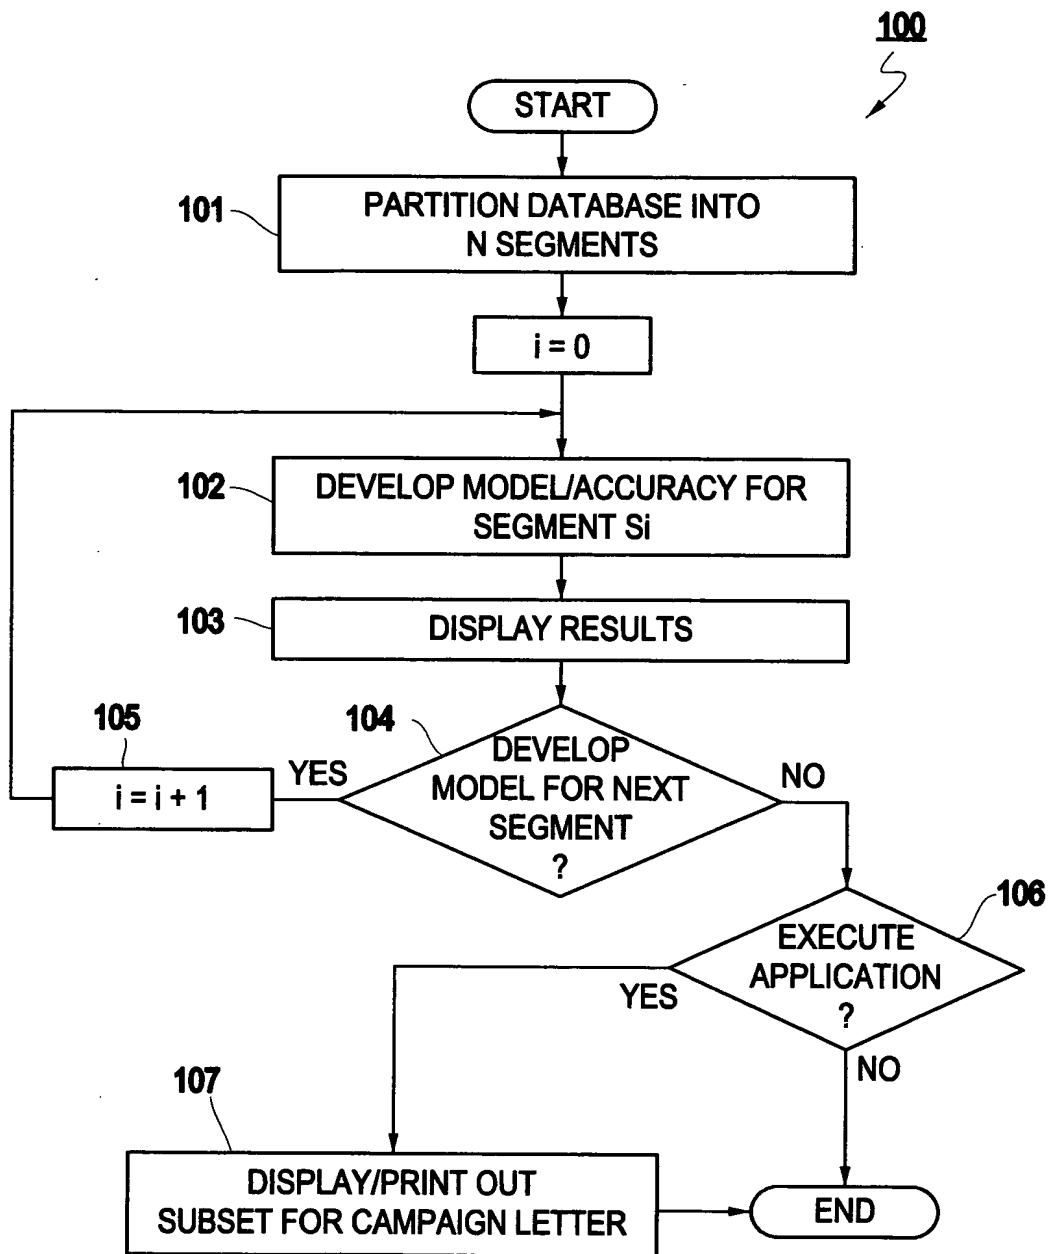 100
START
101
PARTITION DATABASE INTO
N SEGMENTS
i = 0
102
DEVELOP MODEL/ACCURACY FOR
SEGMENT Si
103
DISPLAY RESULTS
104
DEVELOP
MODEL FOR NEXT
SEGMENT
?
105
i = i + 1
YES
NO
106
EXECUTE
APPLICATION
?
YES
NO
107
DISPLAY/PRINT OUT
SUBSET FOR CAMPAIGN LETTER
END